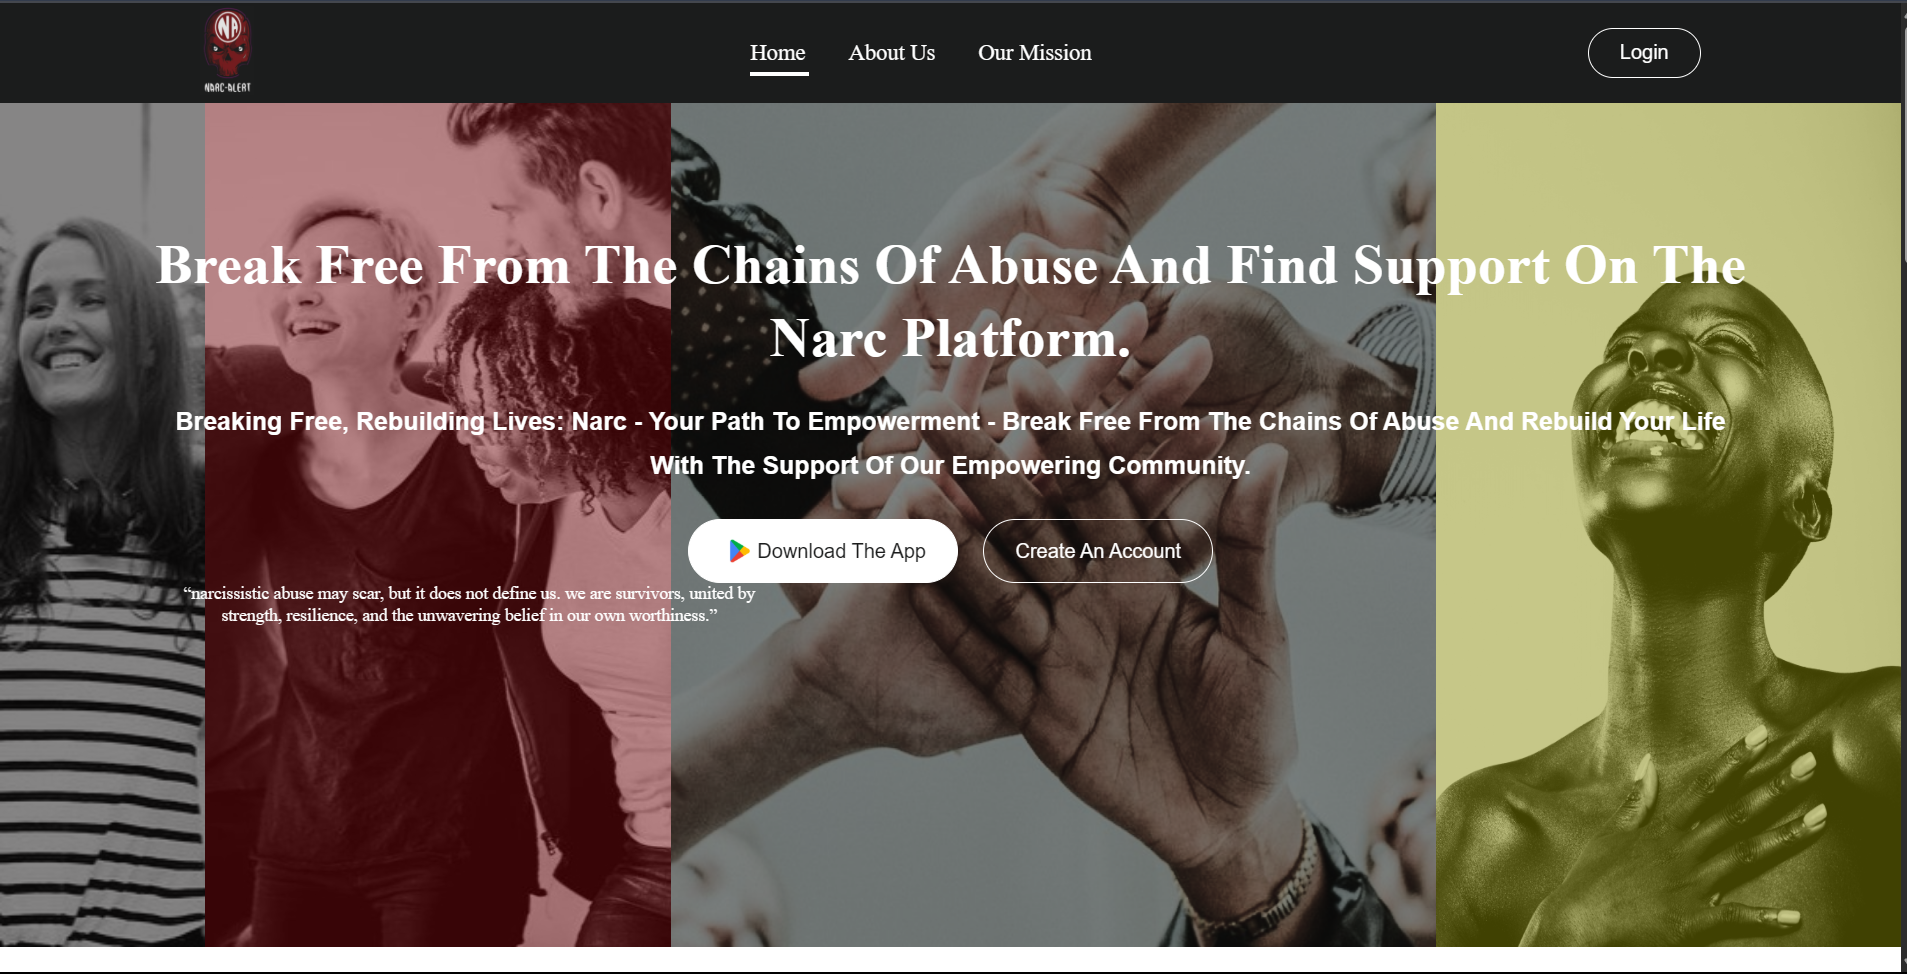 NA
NARC-ALERT
Home
About Us
Our Mission
Login
Break Free From The Chains Of Abuse And Find Support On The
Narc Platform.
Breaking Free, Rebuilding Lives: Narc - Your Path To Empowerment - Break Free From The Chains Of Abuse And Rebuild Your Life
With The Support Of Our Empowering Community.
Download The App
Create An Account
“narcissistic abuse may scar, but it does not define us. we are survivors, united by
strength, resilience, and the unwavering belief in our own worthiness.”